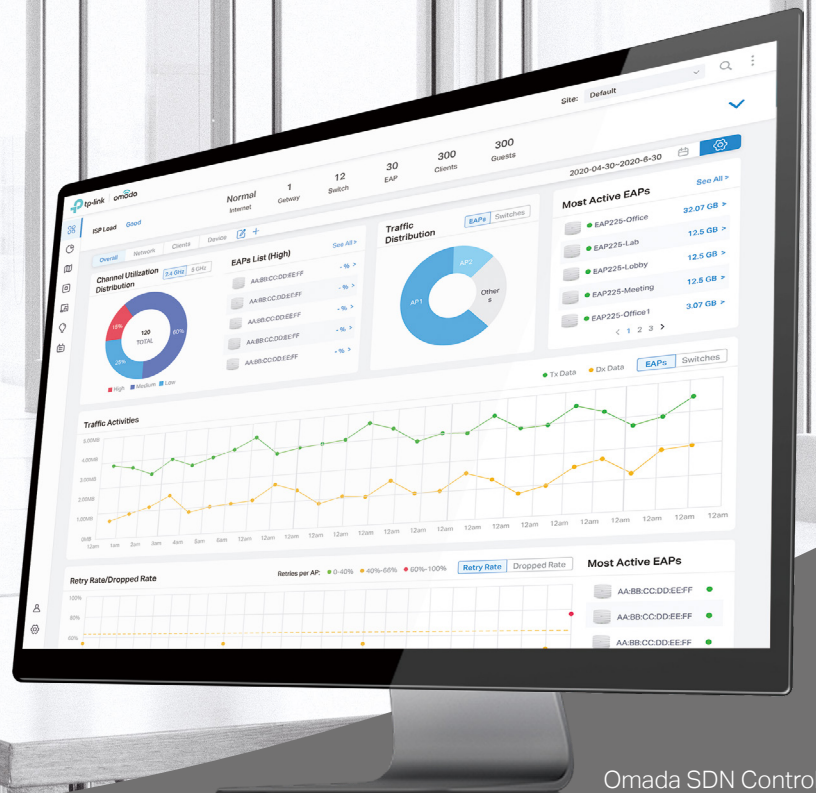 Site: Default
tp-link omada
Normal 1 12 30 300 300
Internet Getway Switch EAP Clients Guests
ISP Load Good
2020-04-30~2020-6-30
Overall Network Clients Device
Channel Utilization Distribution
2.4 GHz 5 GHz
120
TOTAL
60%
High Medium Low
EAPs List (High) See All >
AA:BB:CC:DD:EE:FF - % >
AA:BB:CC:DD:EE:FF - % >
AA:BB:CC:DD:EE:FF - % >
AA:BB:CC:DD:EE:FF - % >
AA:BB:CC:DD:EE:FF - % >
Traffic
Distribution
EAPs Switches
AP1
AP2
Other
s
Most Active EAPs See All >
EAP225-Office 32.07 GB >
EAP225-Lab 12.5 GB >
EAP225-Lobby 12.5 GB >
EAP225-Meeting 12.5 GB >
EAP225-Office1 3.07 GB >
< 1 2 3 >
Traffic Activities
Tx Data Dx Data EAPs Switches
5.00MB
4.00MB
3.00MB
2.00MB
1.00MB
0MB
12am 1am 2am 4am 5am 6am 12am 12am 12am 12am 12am 12am 12am 12am 12am 12am 12am 12am 12am 12am 12am 12am 12am
Retry Rate/Dropped Rate
Retries per AP: 0-40% 40%-66% 60%-100%
Retry Rate Dropped Rate
100%
80%
60%
Most Active EAPs
AA:BB:CC:DD:EE:FF
AA:BB:CC:DD:EE:FF
AA:BB:CC:DD:EE:FF
Omada SDN Contro